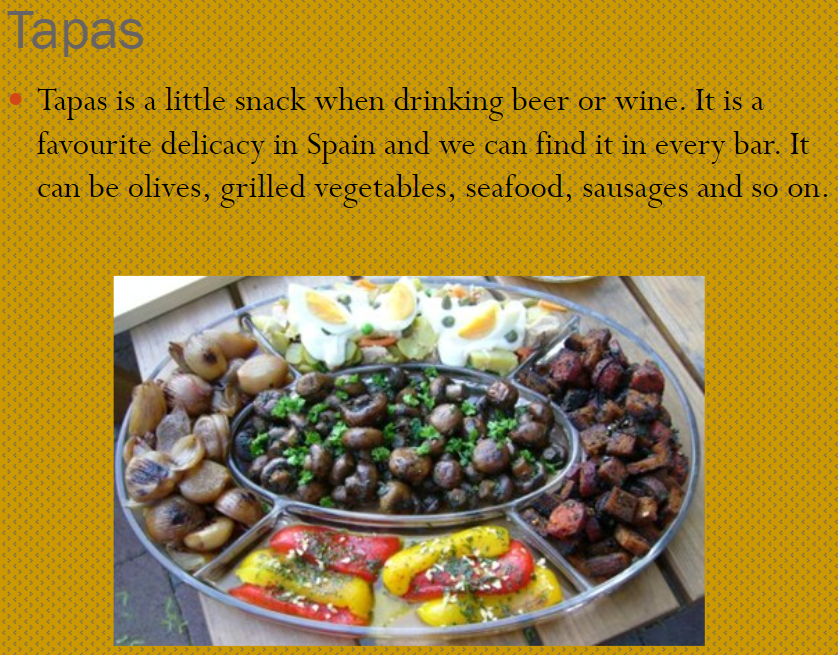 Tapas
Tapas is a little snack when drinking beer or wine. It is a
favourite delicacy in Spain and we can find it in every bar. It
can be olives, grilled vegetables, seafood, sausages and so on.